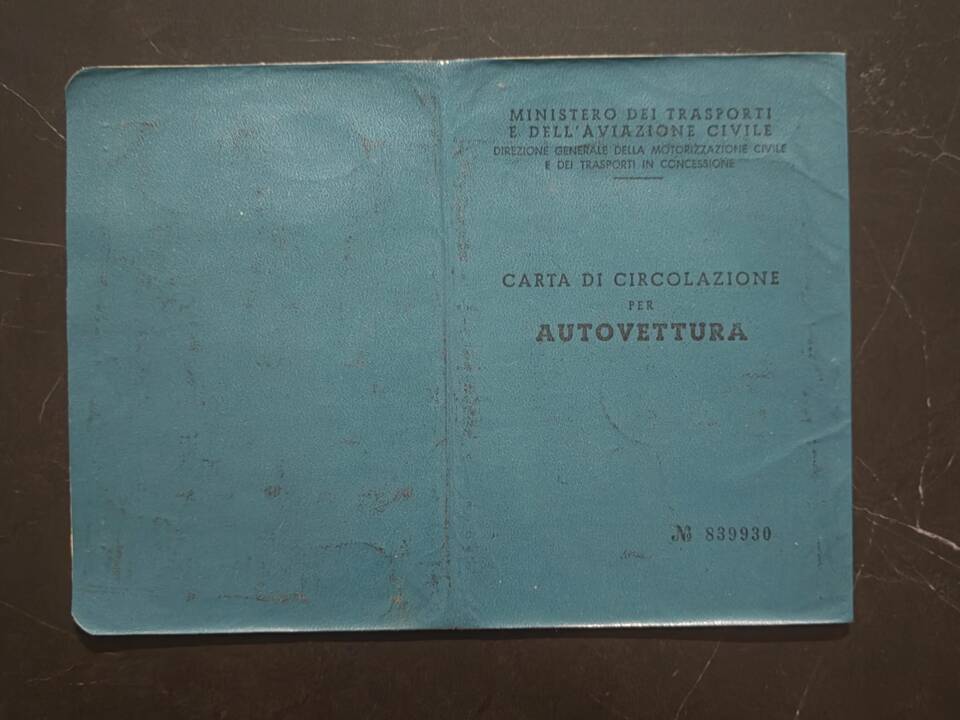 MINISTERO DEI TRASPORTI
E DELL'AVIAZIONE CIVILE
DIREZIONE GENERALE DELLA MOTORIZZAZIONE CIVILE
E DEI TRASPORTI IN CONCESSIONE
CARTA DI CIRCOLAZIONE
PER
AUTOVETTURA
№ 839930